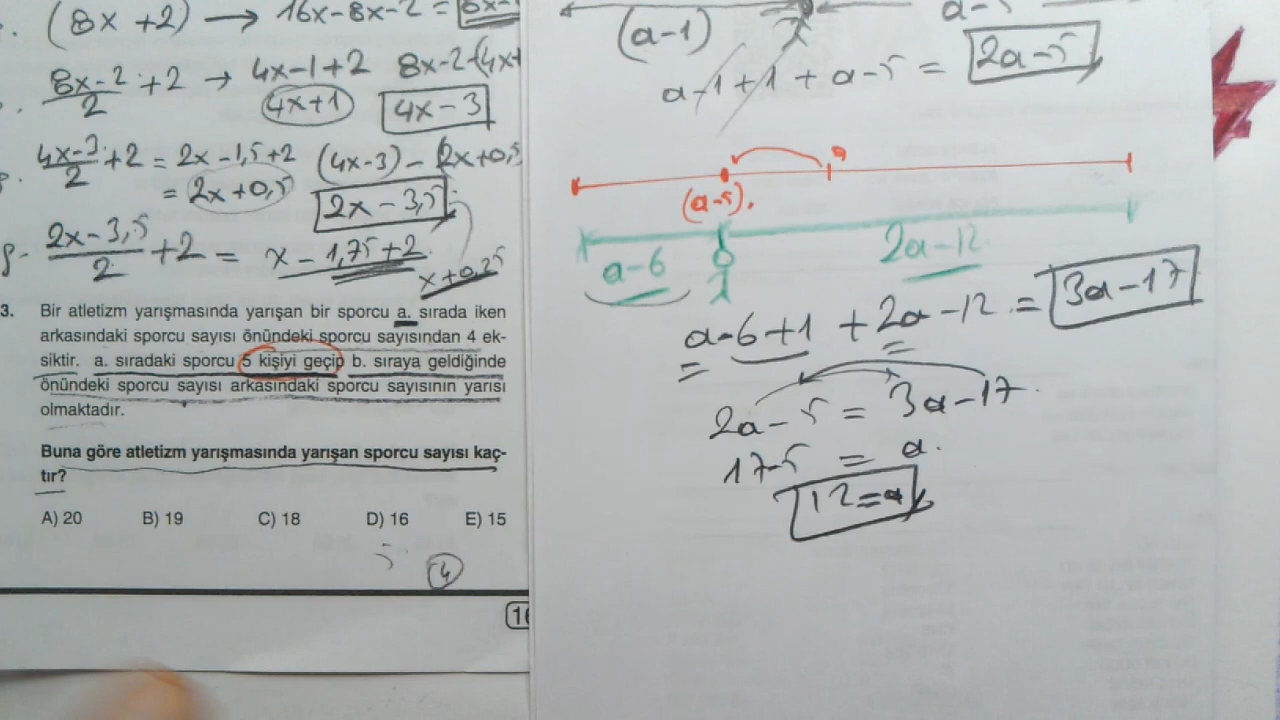 (8x +2) → 16x-8x-2 =
8x-2/2 +2 → 4x-1+2 8x-2-(4x+
4x+1 4x-3
4x-3/2 +2 = 2x-1,5+2 (4x-3) - (2x+0,5
= 2x+0,5 2x-3,5
2x-3,5/2 +2 = x-1,75+2
x+0,25
3. Bir atletizm yarışmasında yarışan bir sporcu a. sırada iken
arkasındaki sporcu sayısı önündeki sporcu sayısından 4 ek-
siktir. a. sıradaki sporcu 5 kişiyi geçip b. sıraya geldiğinde
önündeki sporcu sayısı arkasındaki sporcu sayısının yarısı
olmaktadır.
Buna göre atletizm yarışmasında yarışan sporcu sayısı kaç-
tır?
A) 20 B) 19 C) 18 D) 16 E) 15
4
16
(a-1)
a-1+1+a-5 = 2a-5
a
(a-5).
a-6 2a-12
a-6+1 +2a-12 = 3a-17
2a-5 = 3a-17
17-5 = a.
12=a